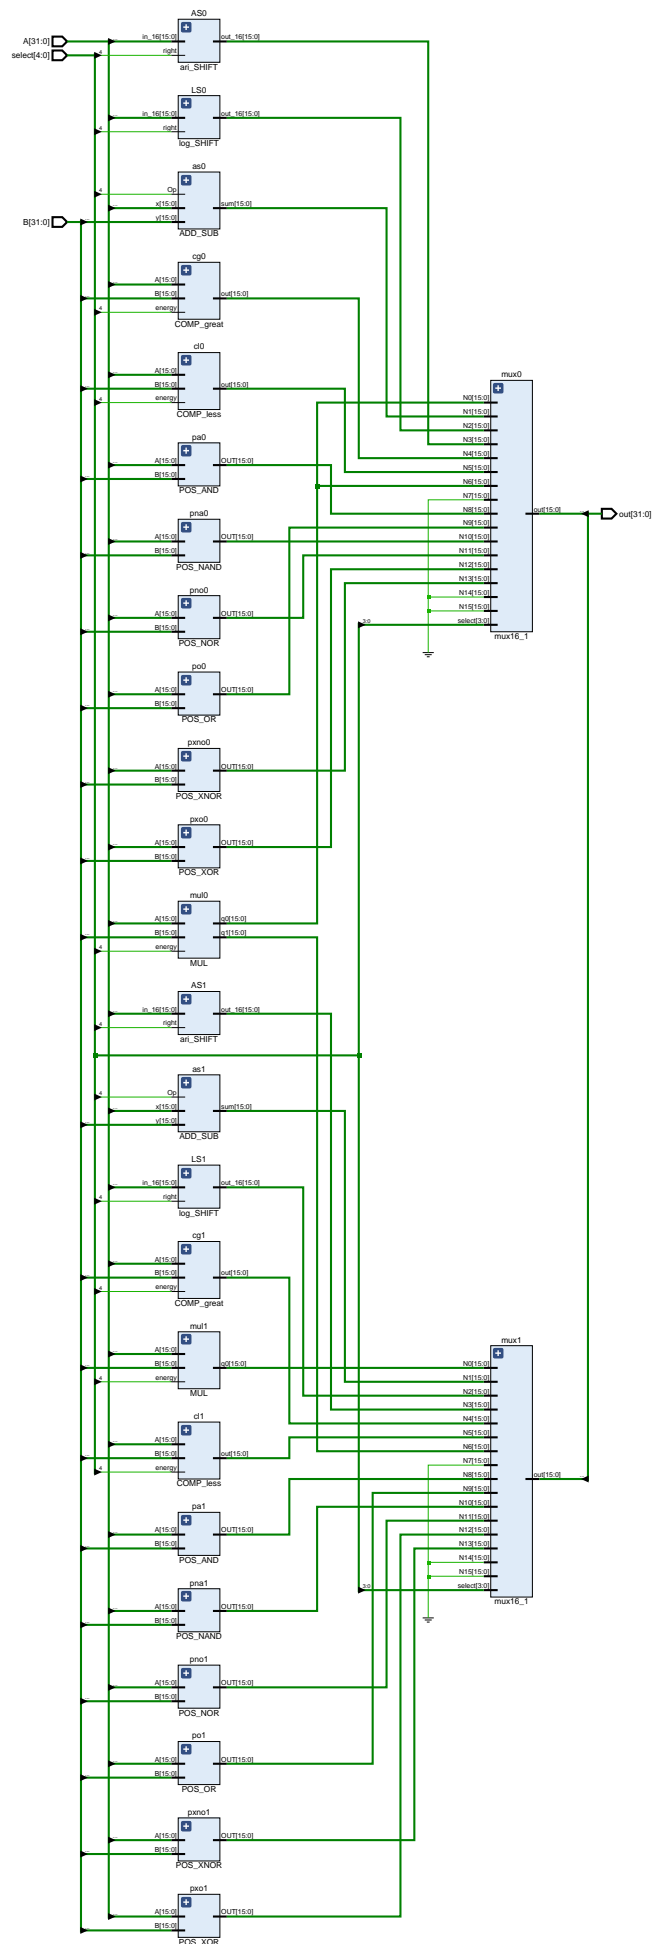 AS0
A[31:0]
in_16[15:0]
out_16[15:0]
select[4:0]
4
right
ari_SHIFT
LS0
in_16[15:0]
out_16[15:0]
4
right
log_SHIFT
as0
4
Op
x[15:0]
sum[15:0]
B[31:0]
y[15:0]
ADD_SUB
cg0
A[15:0]
B[15:0]
out[15:0]
4
energy
COMP_great
cl0
A[15:0]
B[15:0]
out[15:0]
4
energy
COMP_less
pa0
A[15:0]
OUT[15:0]
B[15:0]
POS_AND
pna0
A[15:0]
OUT[15:0]
B[15:0]
POS_NAND
pno0
A[15:0]
OUT[15:0]
B[15:0]
POS_NOR
po0
A[15:0]
OUT[15:0]
B[15:0]
POS_OR
pxno0
A[15:0]
OUT[15:0]
B[15:0]
POS_XNOR
pxo0
A[15:0]
OUT[15:0]
B[15:0]
POS_XOR
mul0
A[15:0]
q0[15:0]
B[15:0]
q1[15:0]
4
energy
MUL
AS1
in_16[15:0]
out_16[15:0]
4
right
ari_SHIFT
as1
4
Op
x[15:0]
sum[15:0]
y[15:0]
ADD_SUB
LS1
in_16[15:0]
out_16[15:0]
4
right
log_SHIFT
cg1
A[15:0]
B[15:0]
out[15:0]
4
energy
COMP_great
mul1
A[15:0]
B[15:0]
q0[15:0]
4
energy
MUL
cl1
A[15:0]
B[15:0]
out[15:0]
4
energy
COMP_less
pa1
A[15:0]
OUT[15:0]
B[15:0]
POS_AND
pna1
A[15:0]
OUT[15:0]
B[15:0]
POS_NAND
pno1
A[15:0]
OUT[15:0]
B[15:0]
POS_NOR
po1
A[15:0]
OUT[15:0]
B[15:0]
POS_OR
pxno1
A[15:0]
OUT[15:0]
B[15:0]
POS_XNOR
pxo1
A[15:0]
OUT[15:0]
B[15:0]
POS_XOR
mux0
N0[15:0]
N1[15:0]
N2[15:0]
N3[15:0]
N4[15:0]
N5[15:0]
N6[15:0]
N7[15:0]
N8[15:0]
out[15:0]
out[31:0]
N9[15:0]
N10[15:0]
N11[15:0]
N12[15:0]
N13[15:0]
N14[15:0]
N15[15:0]
3:0
select[3:0]
mux16_1
mux1
N0[15:0]
N1[15:0]
N2[15:0]
N3[15:0]
N4[15:0]
N5[15:0]
N6[15:0]
N7[15:0]
N8[15:0]
out[15:0]
N9[15:0]
N10[15:0]
N11[15:0]
N12[15:0]
N13[15:0]
N14[15:0]
N15[15:0]
3:0
select[3:0]
mux16_1